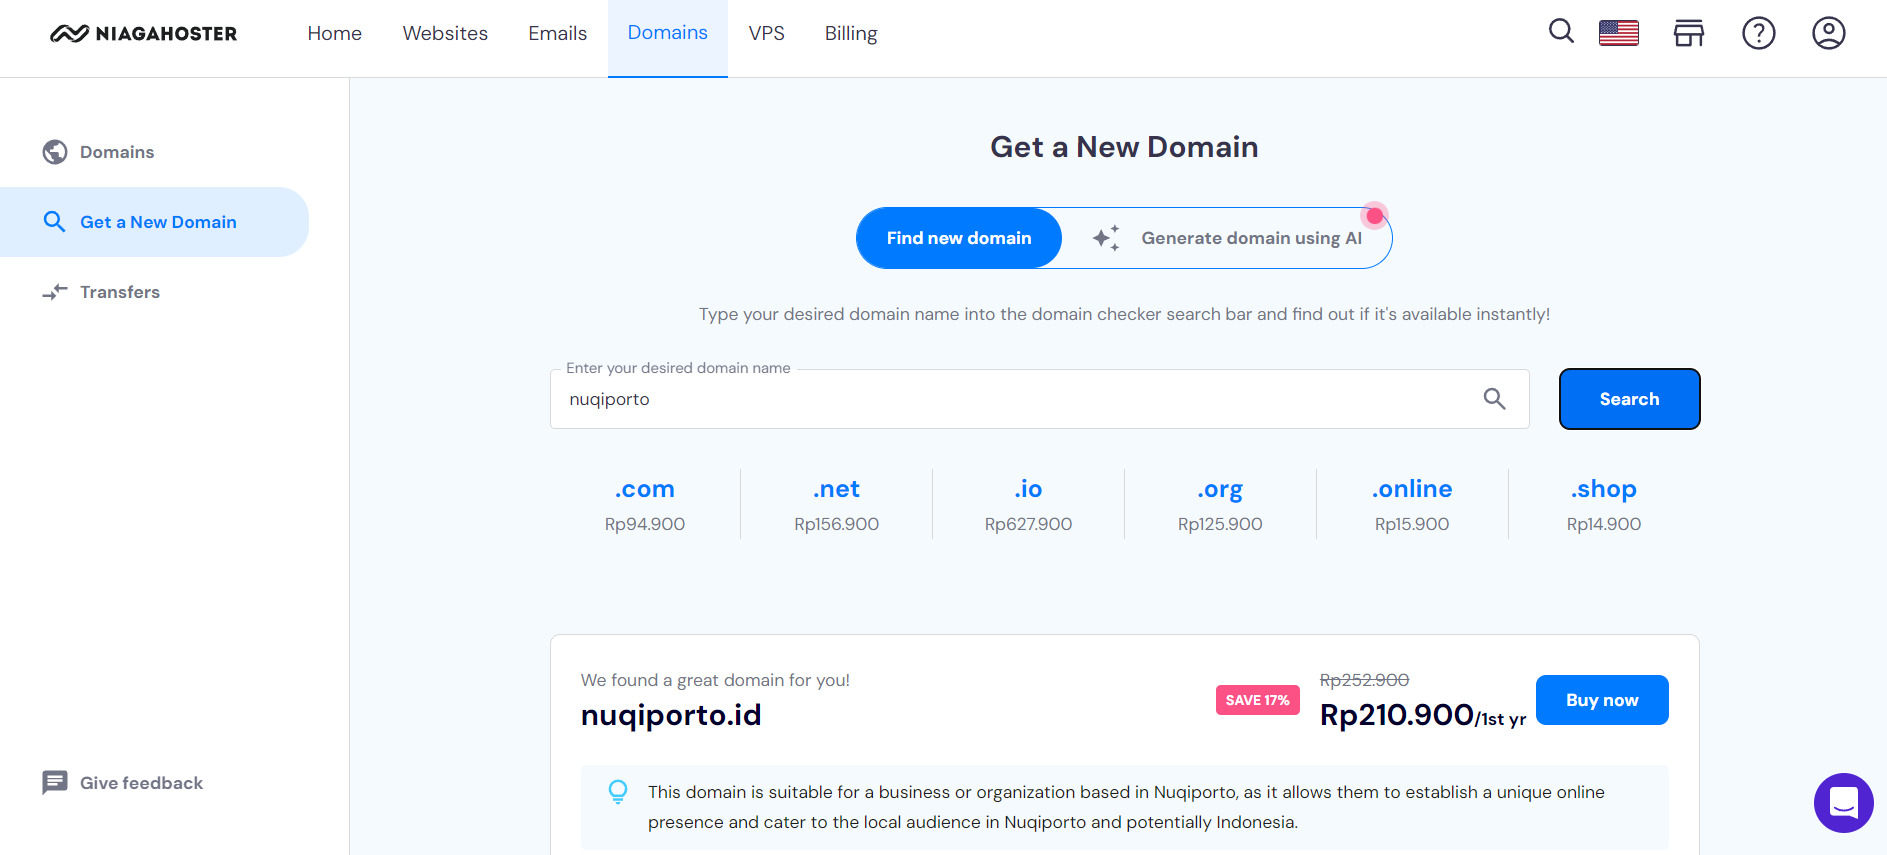 NIAGAHOSTER
Home
Websites
Emails
Domains
VPS
Billing
Domains
Get a New Domain
Transfers
Give feedback
Get a New Domain
Find new domain
Generate domain using AI
Type your desired domain name into the domain checker search bar and find out if it's available instantly!
Enter your desired domain name
nuqiporto
Search
.com
Rp94.900
.net
Rp156.900
.io
Rp627.900
.org
Rp125.900
.online
Rp15.900
.shop
Rp14.900
We found a great domain for you!
nuqiporto.id
SAVE 17%
Rp252.900
Rp210.900/1st yr
Buy now
This domain is suitable for a business or organization based in Nuqiporto, as it allows them to establish a unique online
presence and cater to the local audience in Nuqiporto and potentially Indonesia.